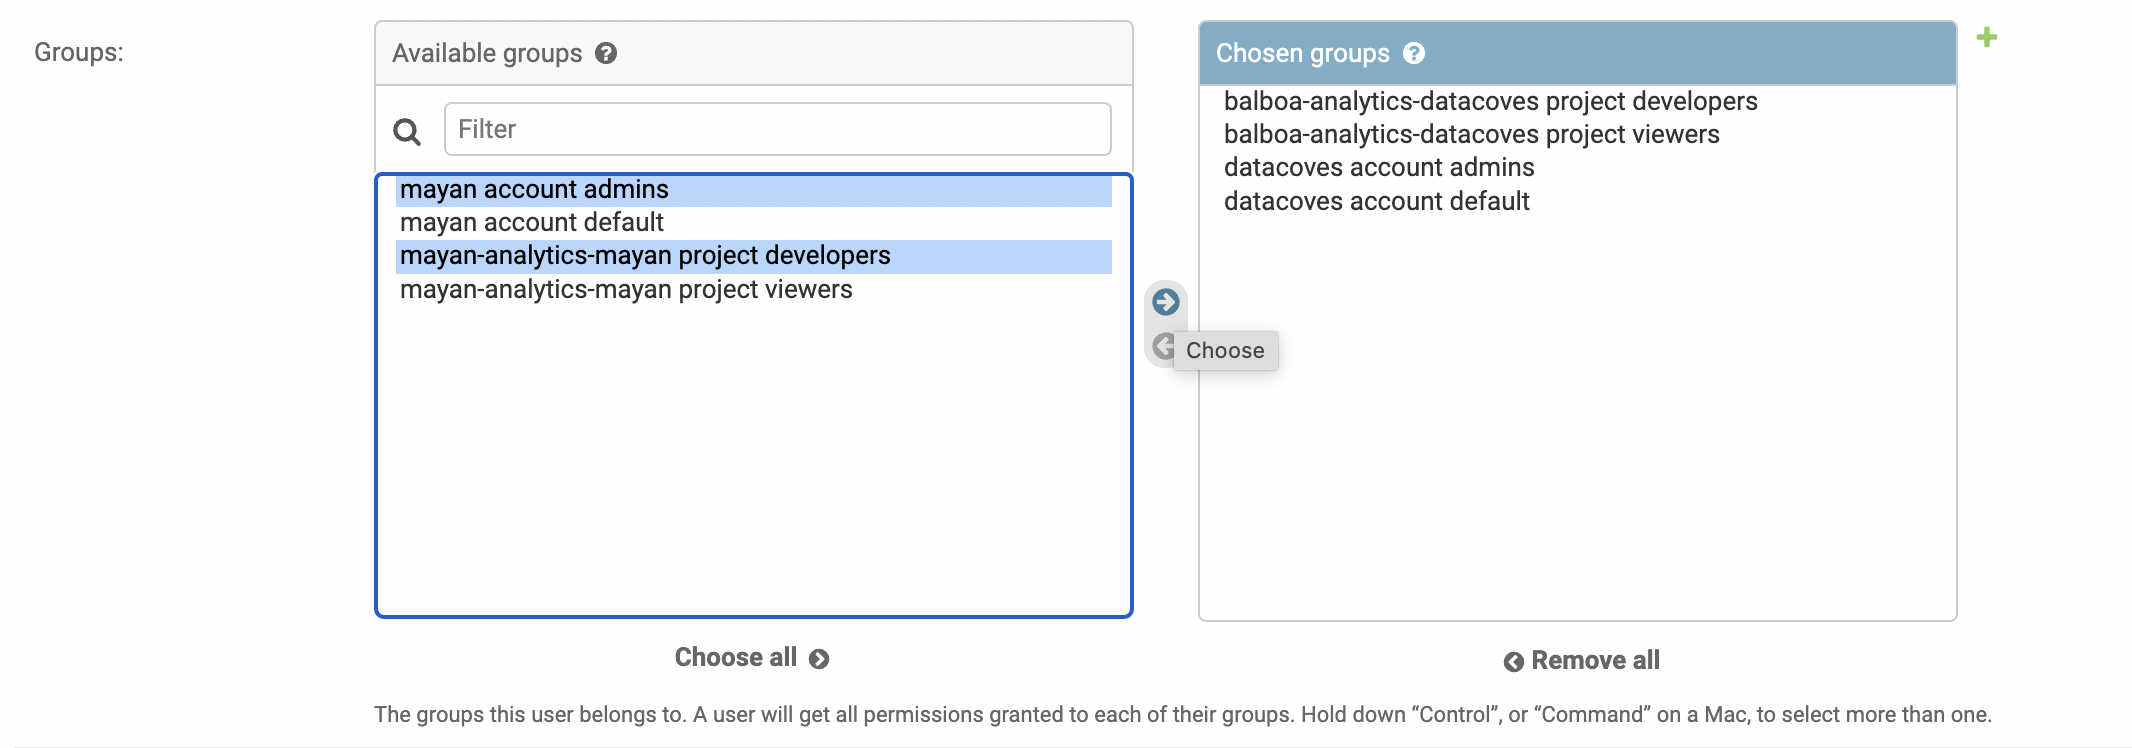 Groups:
Available groups
Filter
mayan account admins
mayan account default
mayan-analytics-mayan project developers
mayan-analytics-mayan project viewers
Choose all
Choose
Chosen groups
balboa-analytics-datacoves project developers
balboa-analytics-datacoves project viewers
datacoves account admins
datacoves account default
Remove all
The groups this user belongs to. A user will get all permissions granted to each of their groups. Hold down “Control”, or “Command” on a Mac, to select more than one.